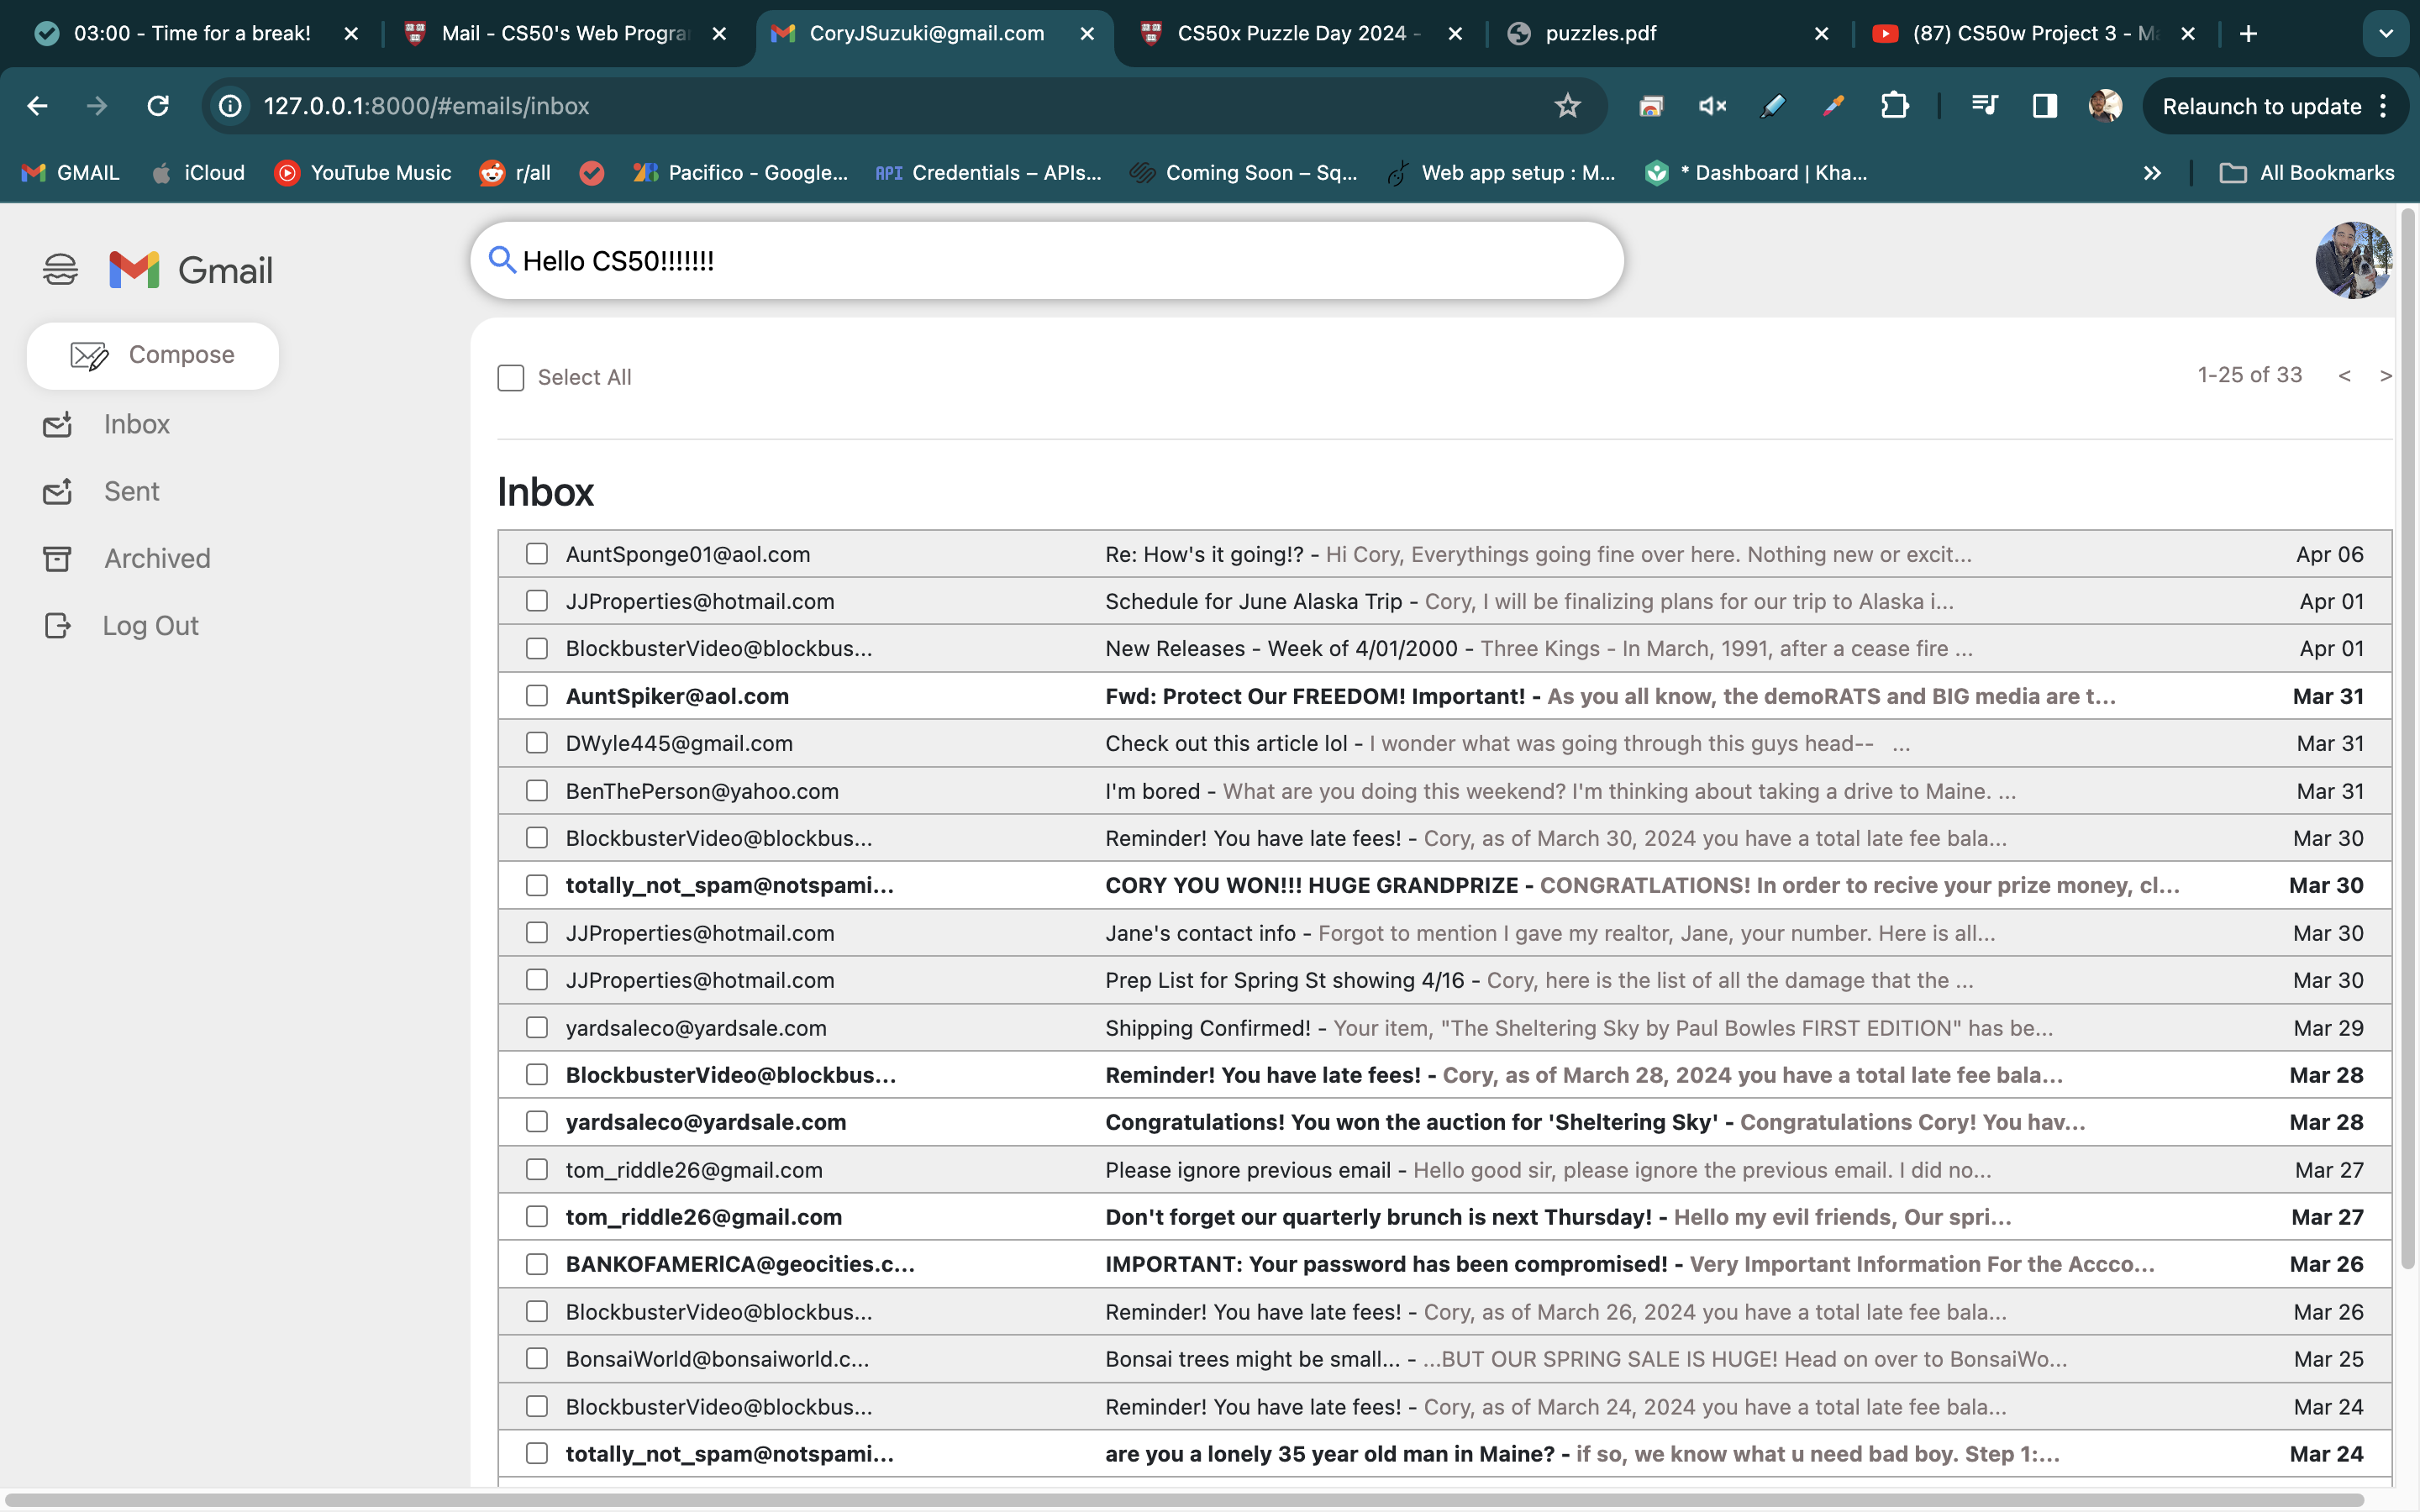 03:00 - Time for a break!
Mail - CS50's Web Progra
CoryJSuzuki@gmail.com
CS50x Puzzle Day 2024 -
puzzles.pdf
(87) CS50w Project 3 - Ma
127.0.0.1:8000/#emails/inbox
Relaunch to update
GMAIL
iCloud
YouTube Music
r/all
Pacifico - Google...
API Credentials – APIs...
Coming Soon – Sq...
Web app setup : M...
* Dashboard | Kha...
All Bookmarks
Gmail
Hello CS50!!!!!!!
Compose
Inbox
Sent
Archived
Log Out
Select All
1-25 of 33 < >
Inbox
AuntSponge01@aol.com Re: How's it going!? - Hi Cory, Everythings going fine over here. Nothing new or excit... Apr 06
JJProperties@hotmail.com Schedule for June Alaska Trip - Cory, I will be finalizing plans for our trip to Alaska i... Apr 01
BlockbusterVideo@blockbus... New Releases - Week of 4/01/2000 - Three Kings - In March, 1991, after a cease fire ... Apr 01
AuntSpiker@aol.com Fwd: Protect Our FREEDOM! Important! - As you all know, the demoRATS and BIG media are t... Mar 31
DWyle445@gmail.com Check out this article lol - I wonder what was going through this guys head-- ... Mar 31
BenThePerson@yahoo.com I'm bored - What are you doing this weekend? I'm thinking about taking a drive to Maine. ... Mar 31
BlockbusterVideo@blockbus... Reminder! You have late fees! - Cory, as of March 30, 2024 you have a total late fee bala... Mar 30
totally_not_spam@notspami... CORY YOU WON!!! HUGE GRANDPRIZE - CONGRATLATIONS! In order to recive your prize money, cl... Mar 30
JJProperties@hotmail.com Jane's contact info - Forgot to mention I gave my realtor, Jane, your number. Here is all... Mar 30
JJProperties@hotmail.com Prep List for Spring St showing 4/16 - Cory, here is the list of all the damage that the ... Mar 30
yardsaleco@yardsale.com Shipping Confirmed! - Your item, "The Sheltering Sky by Paul Bowles FIRST EDITION" has be... Mar 29
BlockbusterVideo@blockbus... Reminder! You have late fees! - Cory, as of March 28, 2024 you have a total late fee bala... Mar 28
yardsaleco@yardsale.com Congratulations! You won the auction for 'Sheltering Sky' - Congratulations Cory! You hav... Mar 28
tom_riddle26@gmail.com Please ignore previous email - Hello good sir, please ignore the previous email. I did no... Mar 27
tom_riddle26@gmail.com Don't forget our quarterly brunch is next Thursday! - Hello my evil friends, Our spri... Mar 27
BANKOFAMERICA@geocities.c... IMPORTANT: Your password has been compromised! - Very Important Information For the Accco... Mar 26
BlockbusterVideo@blockbus... Reminder! You have late fees! - Cory, as of March 26, 2024 you have a total late fee bala... Mar 26
BonsaiWorld@bonsaiworld.c... Bonsai trees might be small... - ...BUT OUR SPRING SALE IS HUGE! Head on over to BonsaiWo... Mar 25
BlockbusterVideo@blockbus... Reminder! You have late fees! - Cory, as of March 24, 2024 you have a total late fee bala... Mar 24
totally_not_spam@notspami... are you a lonely 35 year old man in Maine? - if so, we know what u need bad boy. Step 1:... Mar 24